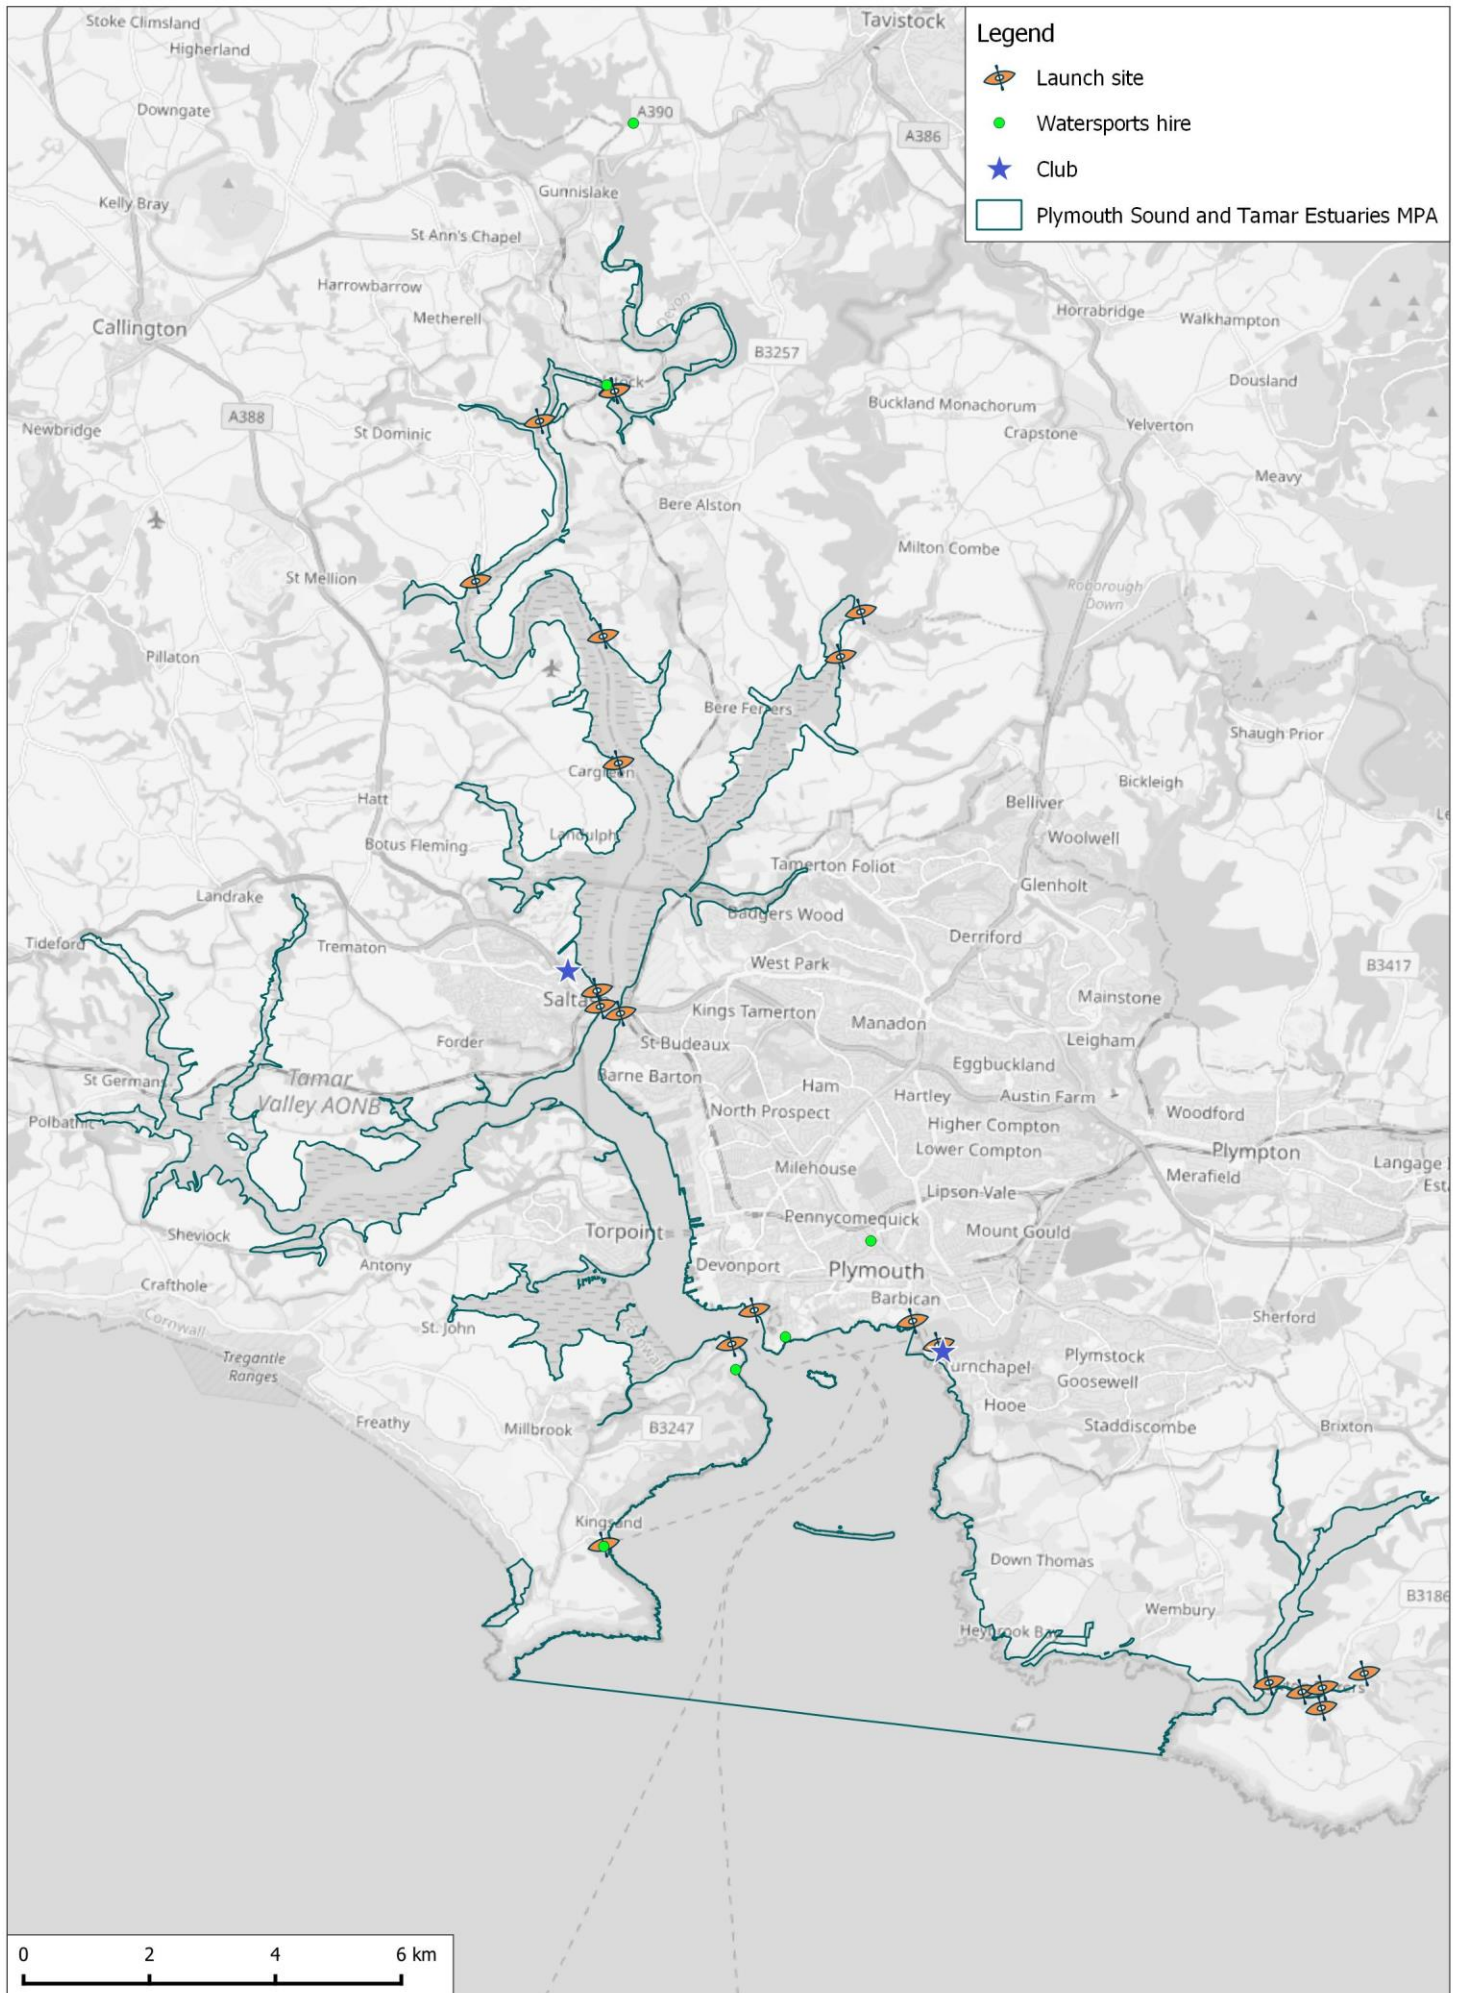 Stoke Climsland
Tavistock
Higherland
Legend
Launch site
Watersports hire
Club
Plymouth Sound and Tamar Estuaries MPA
Downgate
A390
A386
Gunnislake
Kelly Bray
St Ann's Chapel
Harrowbarrow
Metherell
Devon
Horrabridge
Walkhampton
Callington
B3257
Dousland
A388
Buckland Monachorum
Newbridge
St Dominic
Crapstone
Yelverton
Meavy
Bere Alston
Milton Combe
St Mellion
Roborough
Down
Pillaton
Bere Ferrers
Shaugh Prior
Cargreen
Bickleigh
Hatt
Belliver
Landulph
Woolwell
Botus Fleming
Tamerton Foliot
Glenholt
Landrake
Badgers Wood
Tideford
Trematon
Derriford
West Park
B3417
Mainstone
Kings Tamerton
Manadon
Forder
St Budeaux
Leigham
Eggbuckland
St Germans
Tamar
Valley AONB
Barne Barton
Ham
Hartley
Austin Farm
North Prospect
Woodford
Polbathic
Higher Compton
Lower Compton
Plympton
Milehouse
Merafield
Langage
Lipson Vale
Pennycomequick
Mount Gould
Sheviock
Torpoint
Antony
Devonport
Plymouth
Crafthole
Barbican
Cornwall
Sherford
St. John
Tregantle
Ranges
Plymstock
Goosewell
Hooe
Freathy
Millbrook
B3247
Staddiscombe
Brixton
Kingsand
Down Thomas
B3186
Wembury
Heybrook Bay
0 2 4 6 km